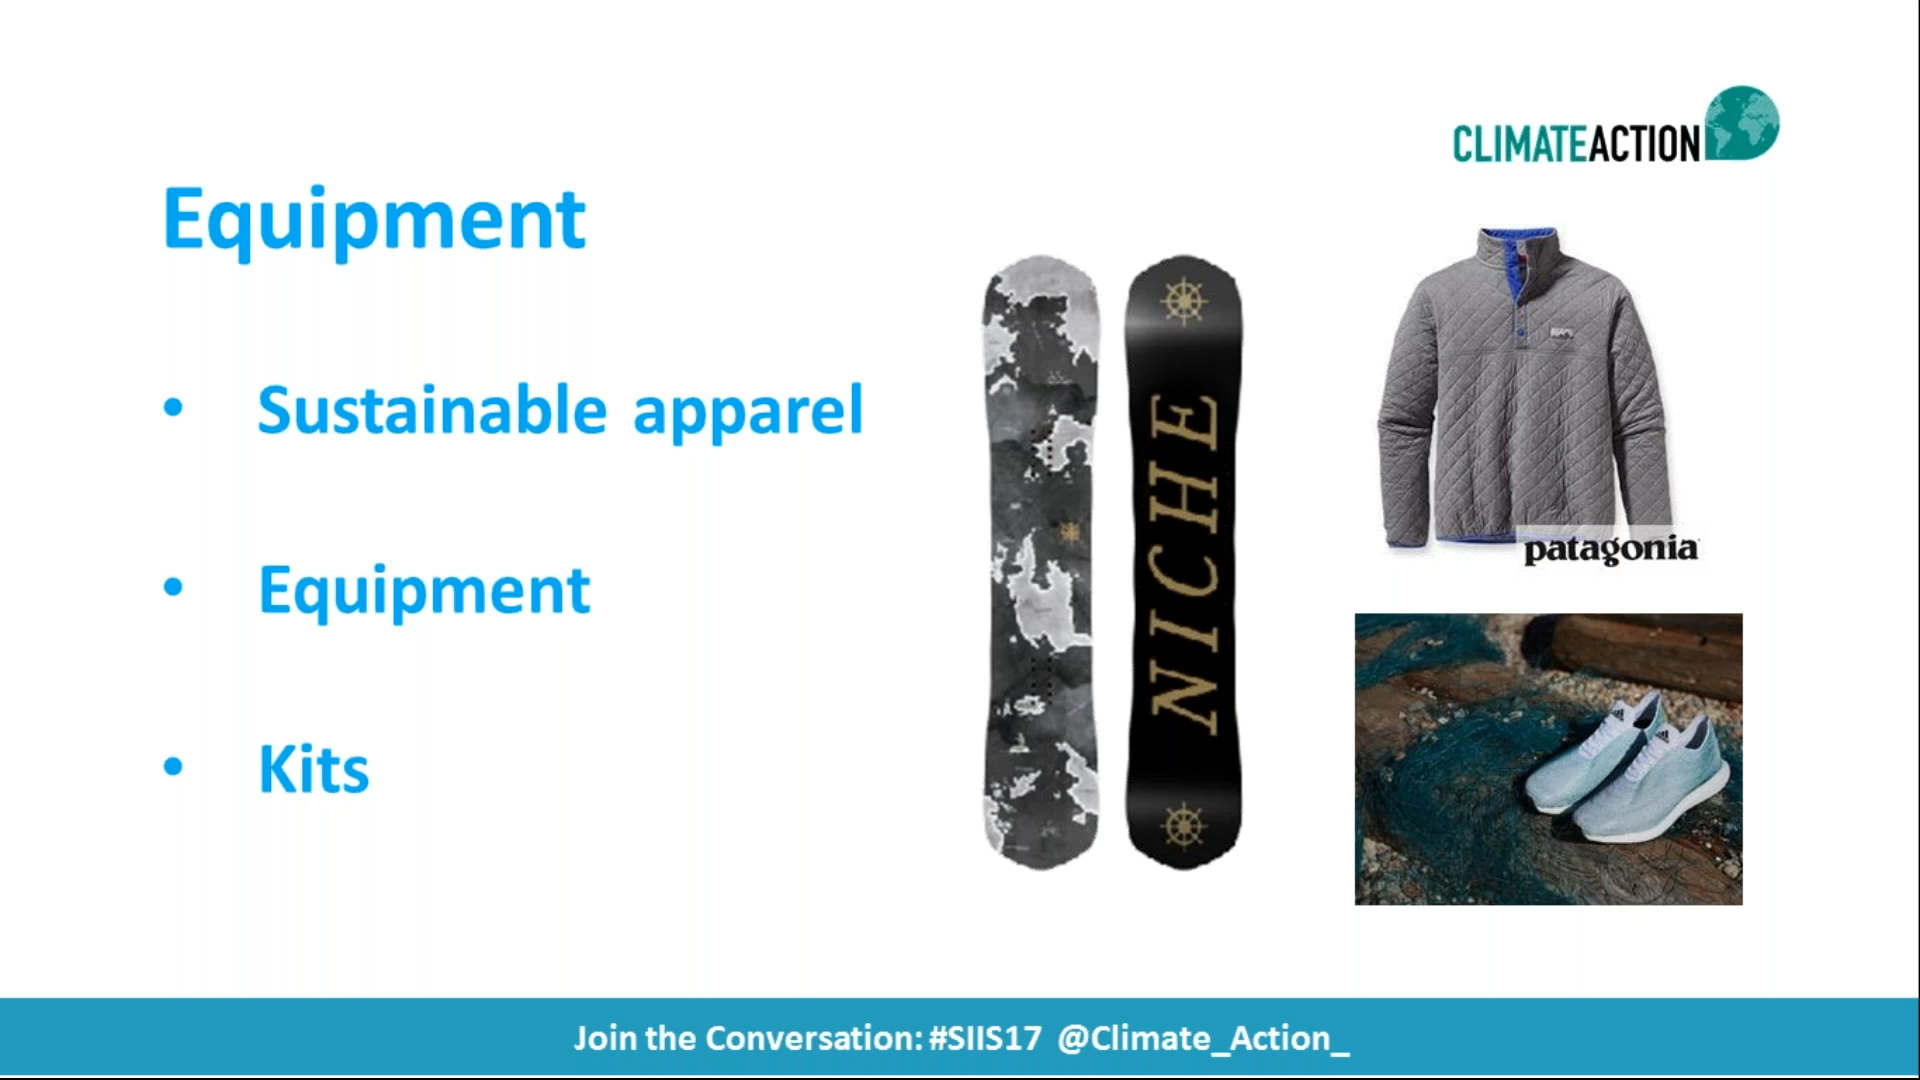 CLIMATEACTION
Equipment
• Sustainable apparel
• Equipment
• Kits
NICHE
patagonia
Join the Conversation: #SIIS17 @Climate_Action_